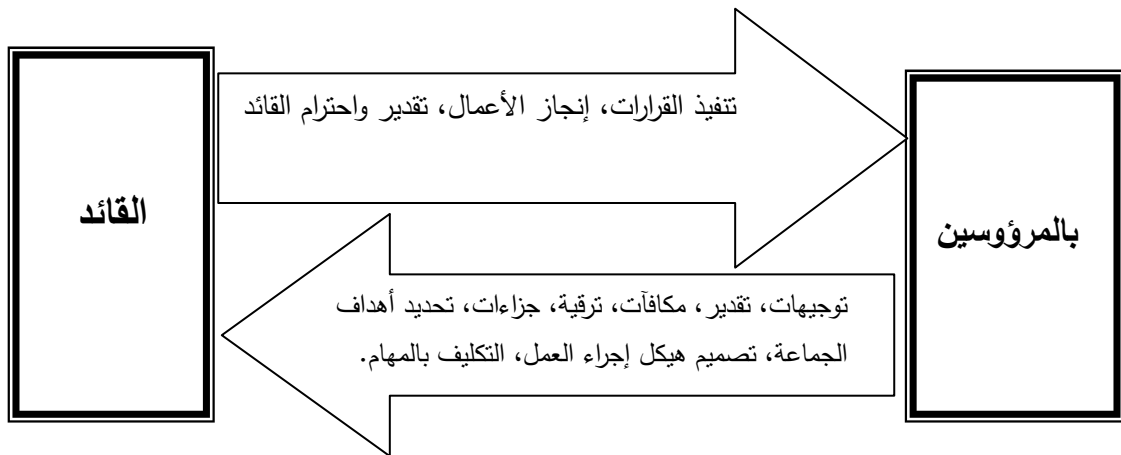 تنفيذ القرارات، إنجاز الأعمال، تقدير واحترام القائد
القائد
بالمرؤوسين
توجيهات، تقدير، مكافآت، ترقية، جزاءات، تحديد أهداف
الجماعة، تصميم هيكل إجراء العمل، التكليف بالمهام.